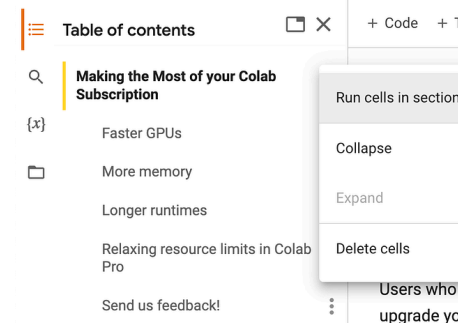 Table of contents
+ Code
Making the Most of your Colab
Subscription
Faster GPUs
More memory
Longer runtimes
Relaxing resource limits in Colab
Pro
Send us feedback!
{x}
Run cells in section
Collapse
Expand
Delete cells
Users who
upgrade yo